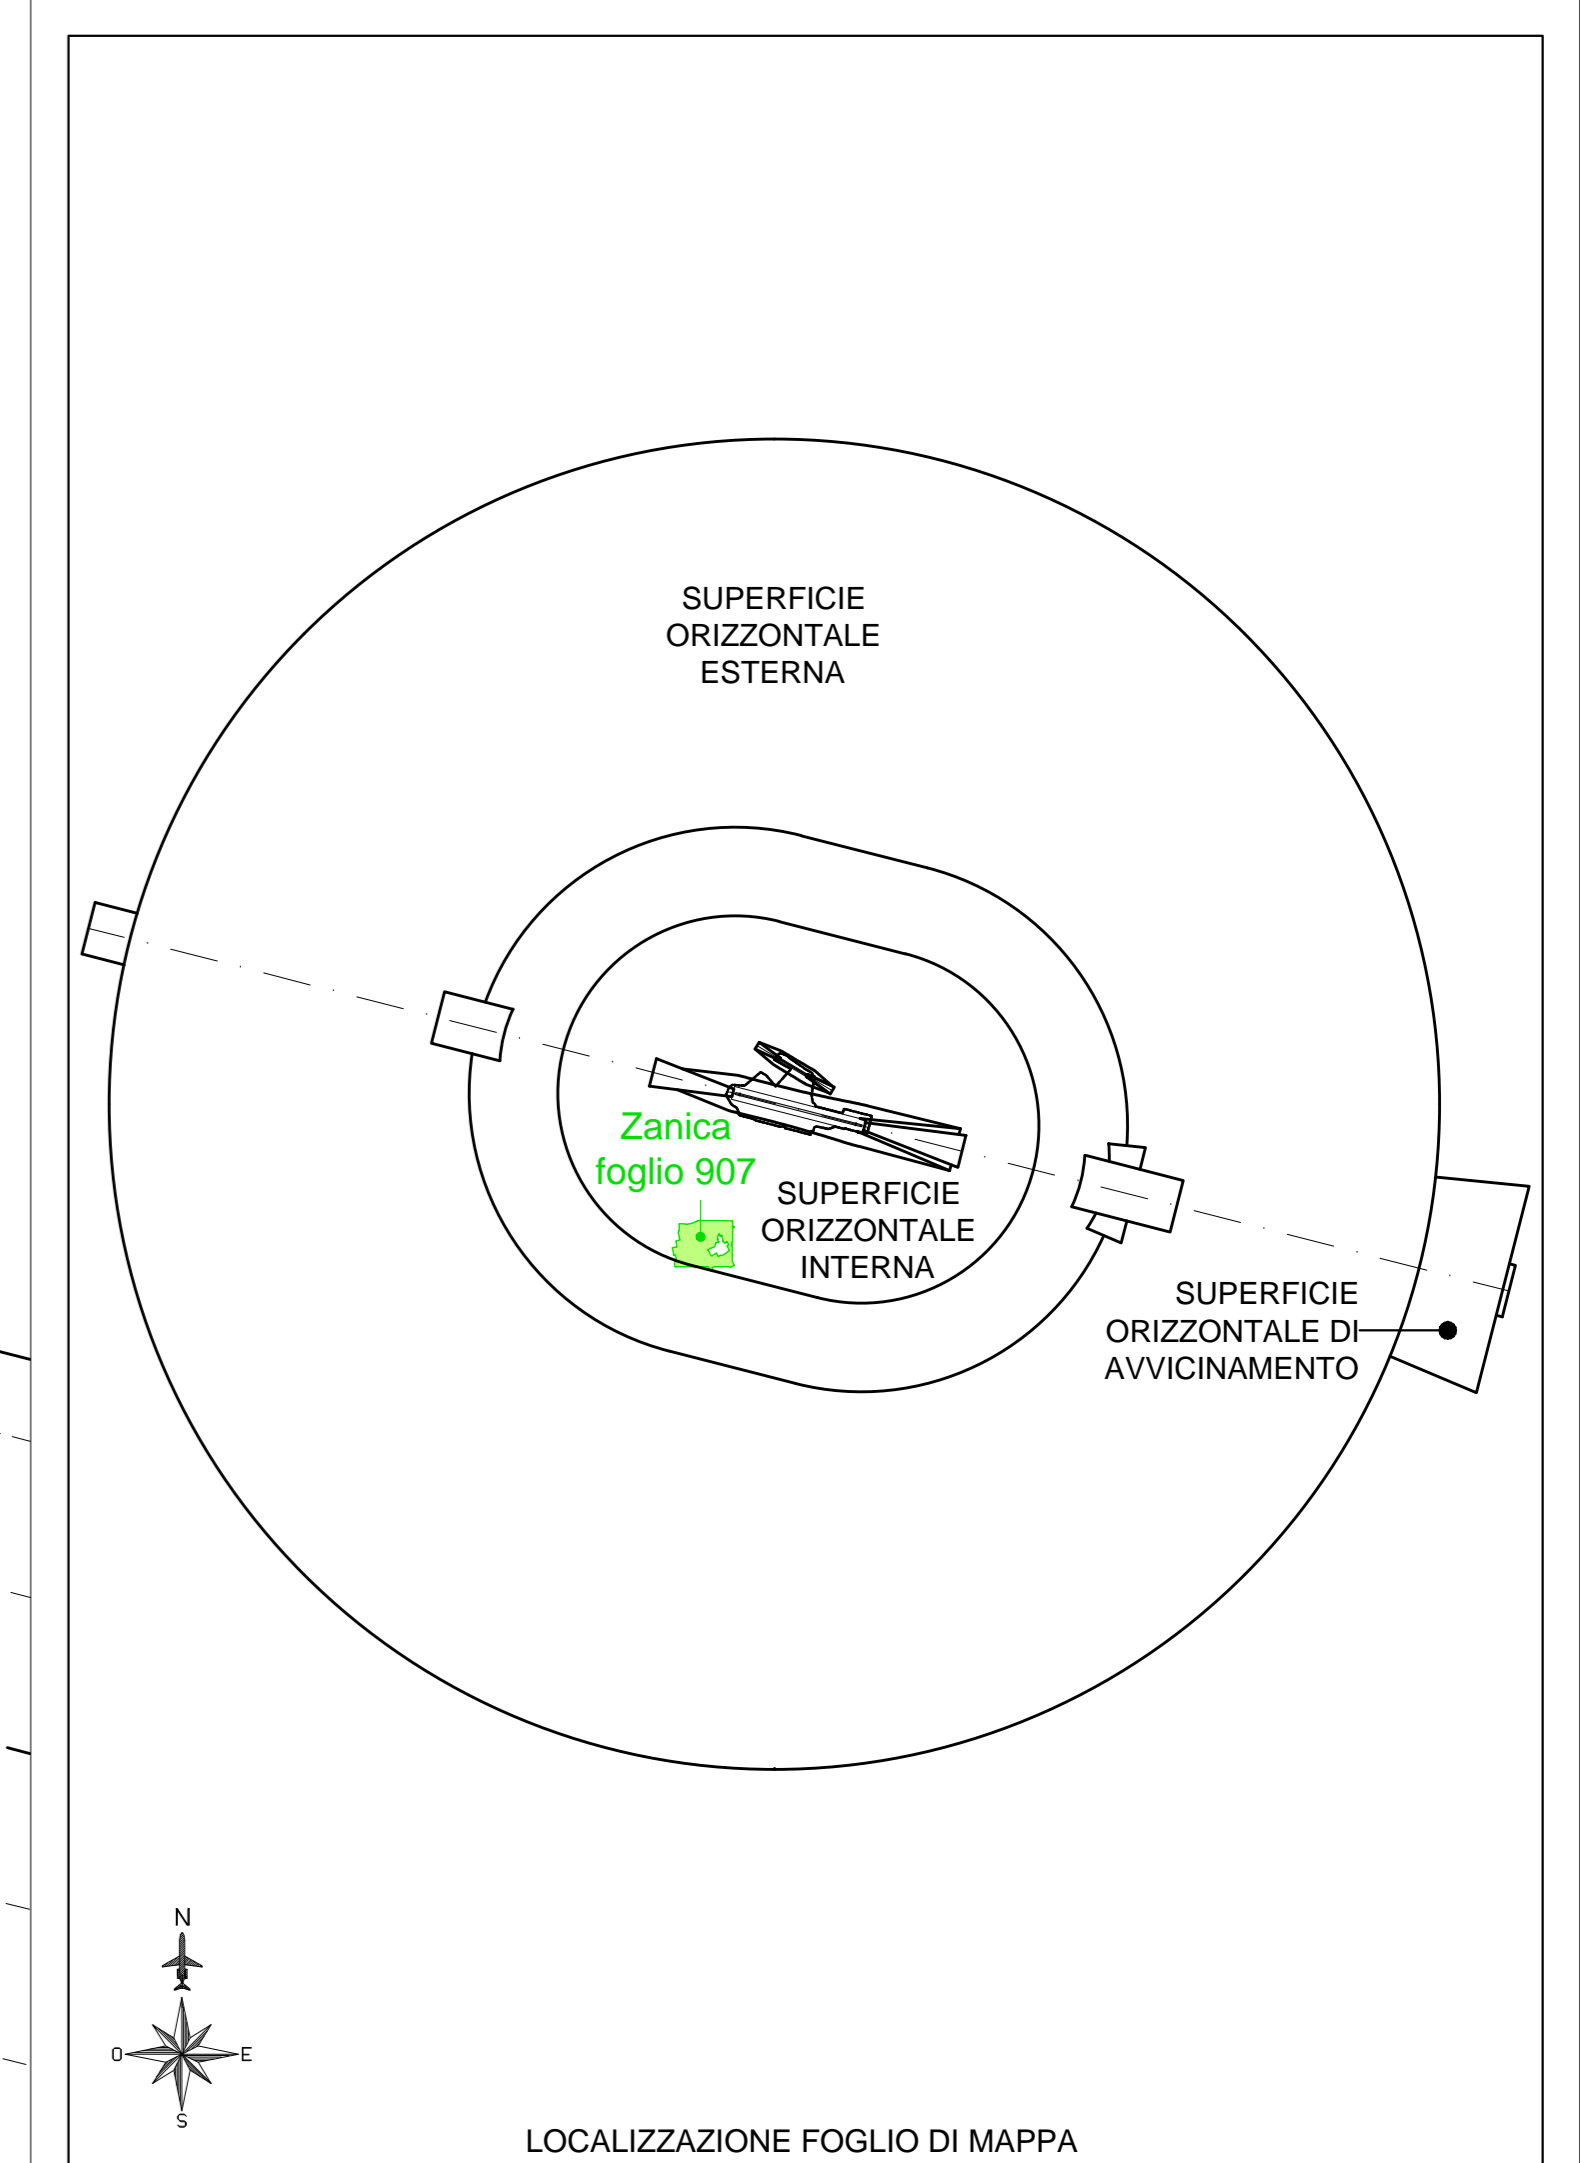 SUPERFICIE
ORIZZONTALE
ESTERNA
Zanica
foglio 907
SUPERFICIE
ORIZZONTALE
INTERNA
SUPERFICIE
ORIZZONTALE DI
AVVICINAMENTO
N
O
E
S
LOCALIZZAZIONE FOGLIO DI MAPPA